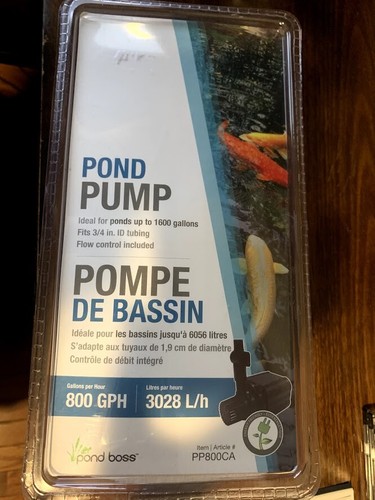 POND
PUMP
Ideal for ponds up to 1600 gallons
Fits 3/4 in. ID tubing
Flow control included
POMPE
DE BASSIN
Idéale pour les bassins jusqu'à 6056 litres
S'adapte aux tuyaux de 1,9 cm de diamètre
Contrôle de débit intégré
Gallons per Hour
800 GPH
Litres par heure
3028 L/h
pond boss™
Item | Article #
PP800CA